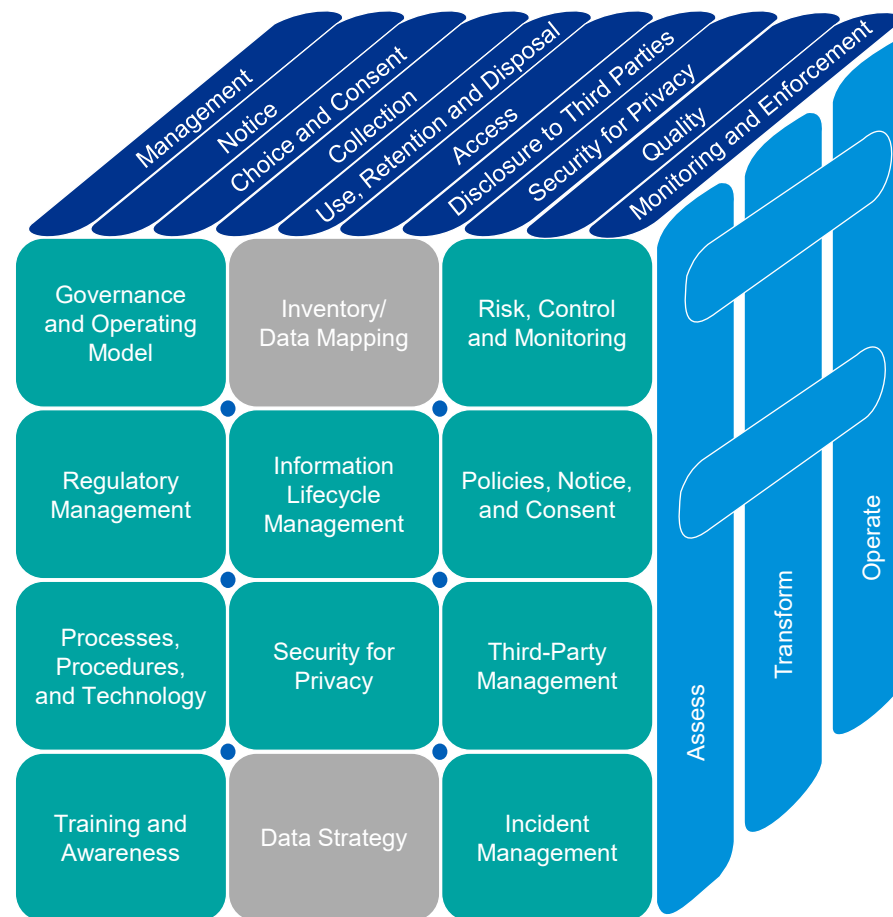 Management
Notice
Choice and Consent
Collection
Use, Retention and Disposal
Access
Disclosure to Third Parties
Security for Privacy
Quality
Monitoring and Enforcement
Governance
and Operating
Model
Inventory/
Data Mapping
Risk, Control
and Monitoring
Regulatory
Management
Information
Lifecycle
Management
Policies, Notice,
and Consent
Processes,
Procedures,
and Technology
Security for
Privacy
Third-Party
Management
Training and
Awareness
Data Strategy
Incident
Management
Assess
Transform
Operate